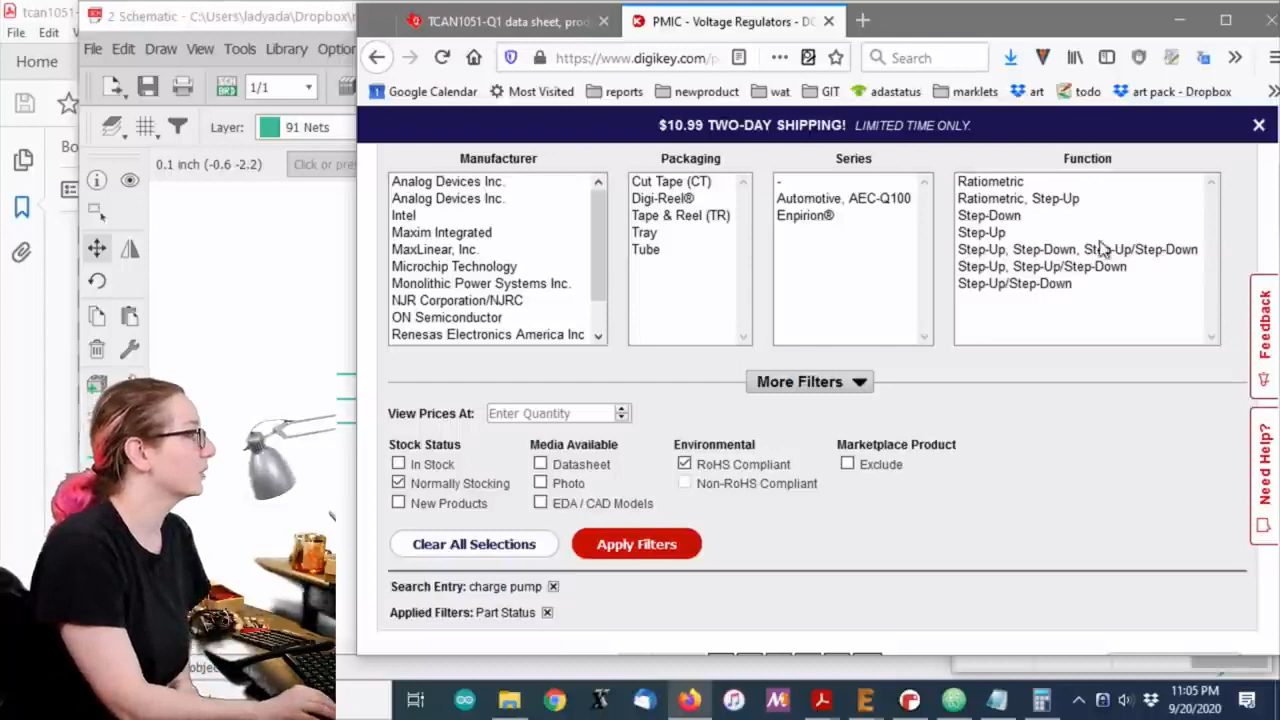 tcan1051-
File Ed
Home
Bo
2 Schematic - C:\Users\ladyada\Dropbox\
File Edit Draw View Tools Library Option
1/1
Layer: 91 Nets
0.1 inch (-0.6 -2.2)
Click or pres
TCAN1051-Q1 data sheet, prod
PMIC - Voltage Regulators - DC
https://www.digikey.com/p
Search
Google Calendar Most Visited reports newproduct wat GIT adastatus marklets art todo art pack - Dropbox
$10.99 TWO-DAY SHIPPING! LIMITED TIME ONLY.
Manufacturer
Analog Devices Inc.
Analog Devices Inc.
Intel
Maxim Integrated
MaxLinear, Inc.
Microchip Technology
Monolithic Power Systems Inc.
NJR Corporation/NJRC
ON Semiconductor
Renesas Electronics America Inc
Packaging
Cut Tape (CT)
Digi-Reel®
Tape & Reel (TR)
Tray
Tube
Series
-
Automotive, AEC-Q100
Enpirion®
Function
Ratiometric
Ratiometric, Step-Up
Step-Down
Step-Up
Step-Up, Step-Down, Step-Up/Step-Down
Step-Up, Step-Up/Step-Down
Step-Up/Step-Down
More Filters
View Prices At: Enter Quantity
Stock Status
In Stock
Normally Stocking
New Products
Media Available
Datasheet
Photo
EDA / CAD Models
Environmental
RoHS Compliant
Non-RoHS Compliant
Marketplace Product
Exclude
Clear All Selections
Apply Filters
Search Entry: charge pump
Applied Filters: Part Status
Feedback
Need Help?
obje
11:05 PM
9/20/2020